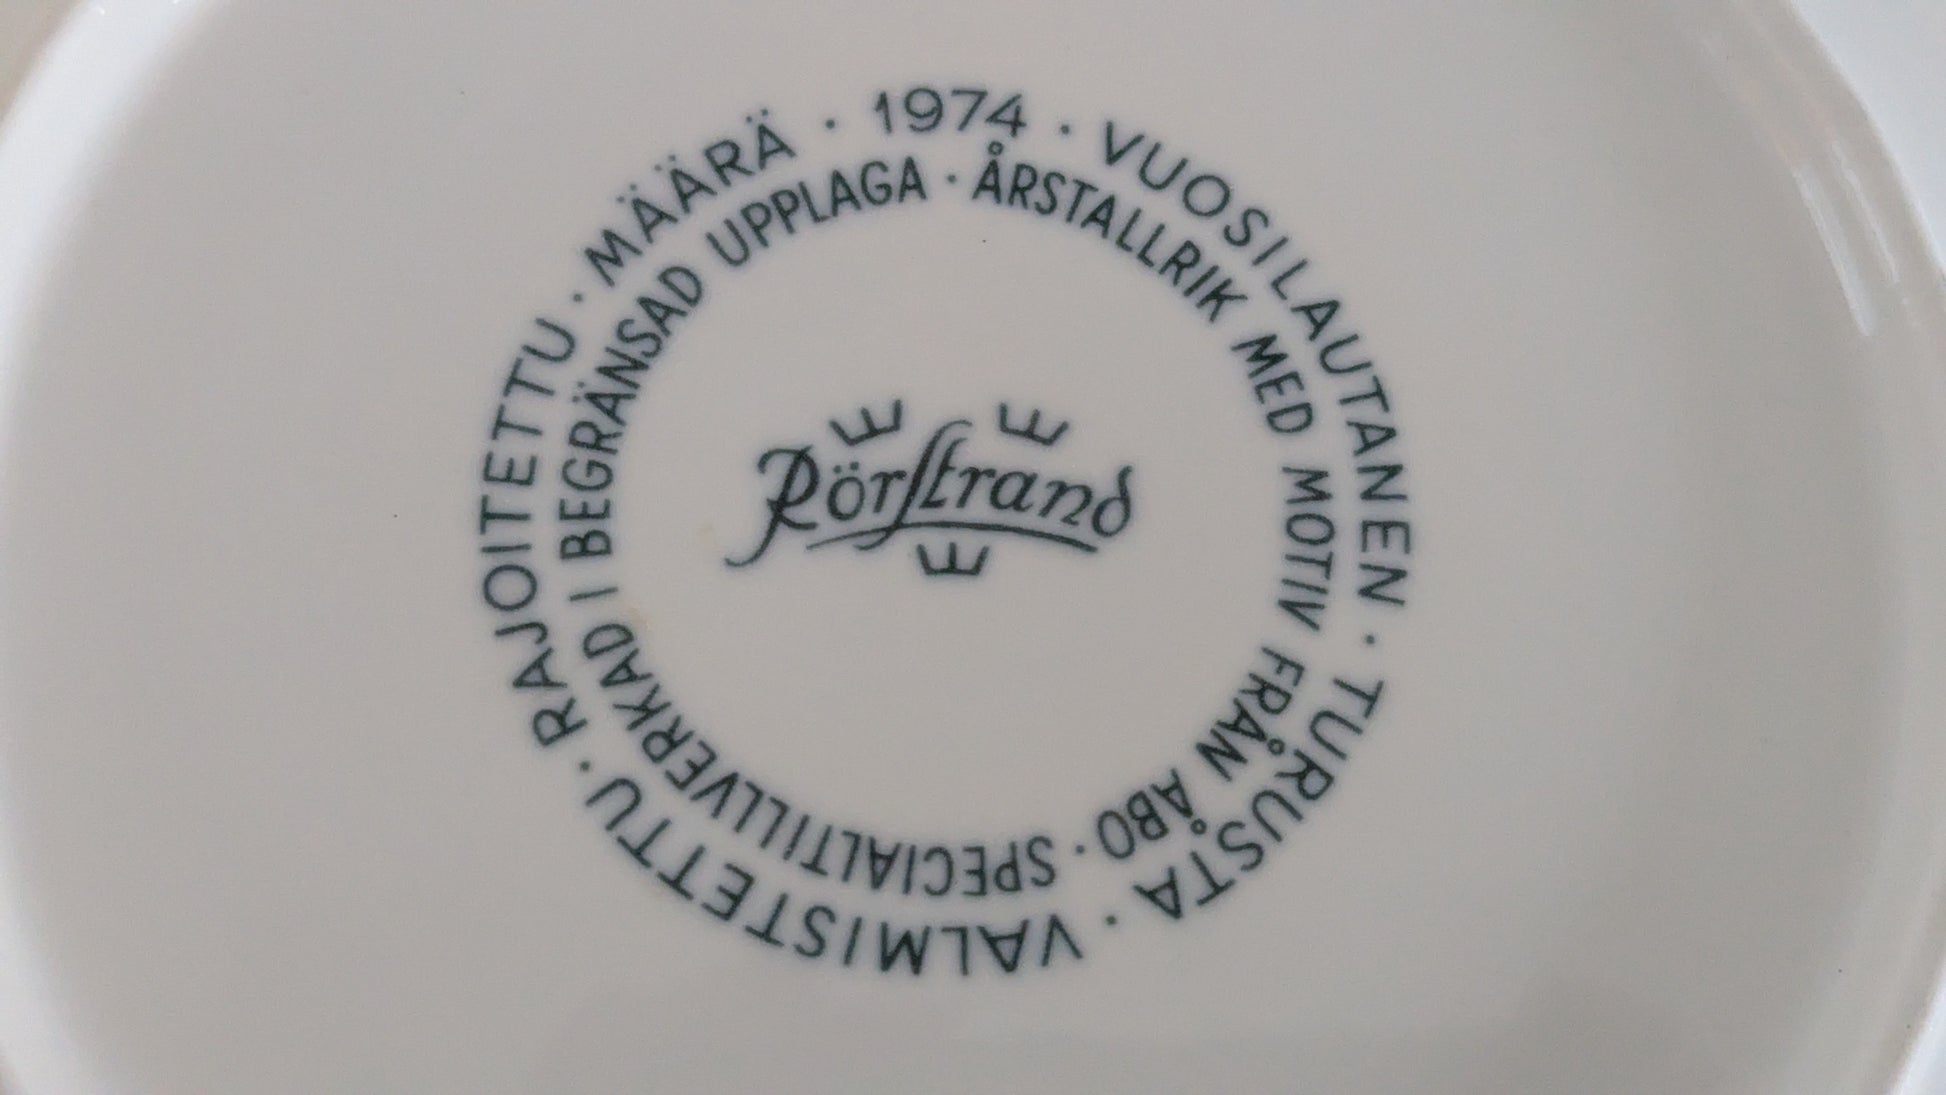 1974 · VUOSILAUTANEN · TURUSTA · VALMISTETTU · RAJOITETTU · MÄÄRÄ ·
ÅRSTALLRIK MED MOTIV FRÅN ÅBO · SPECIALTILLVERKAD I BEGRÄNSAD UPPLAGA ·
Rörstrand